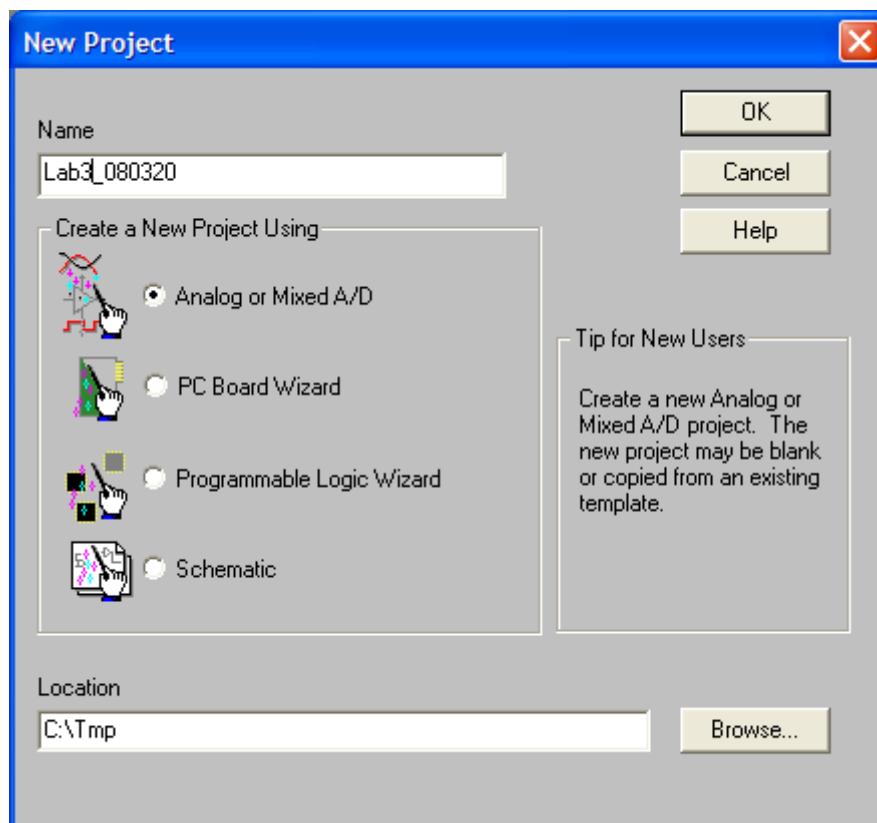 New Project
Name
OK
Lab3_080320
Cancel
Help
Create a New Project Using
Analog or Mixed A/D
PC Board Wizard
Programmable Logic Wizard
Schematic
Tip for New Users
Create a new Analog or
Mixed A/D project. The
new project may be blank
or copied from an existing
template.
Location
C:\Tmp
Browse...